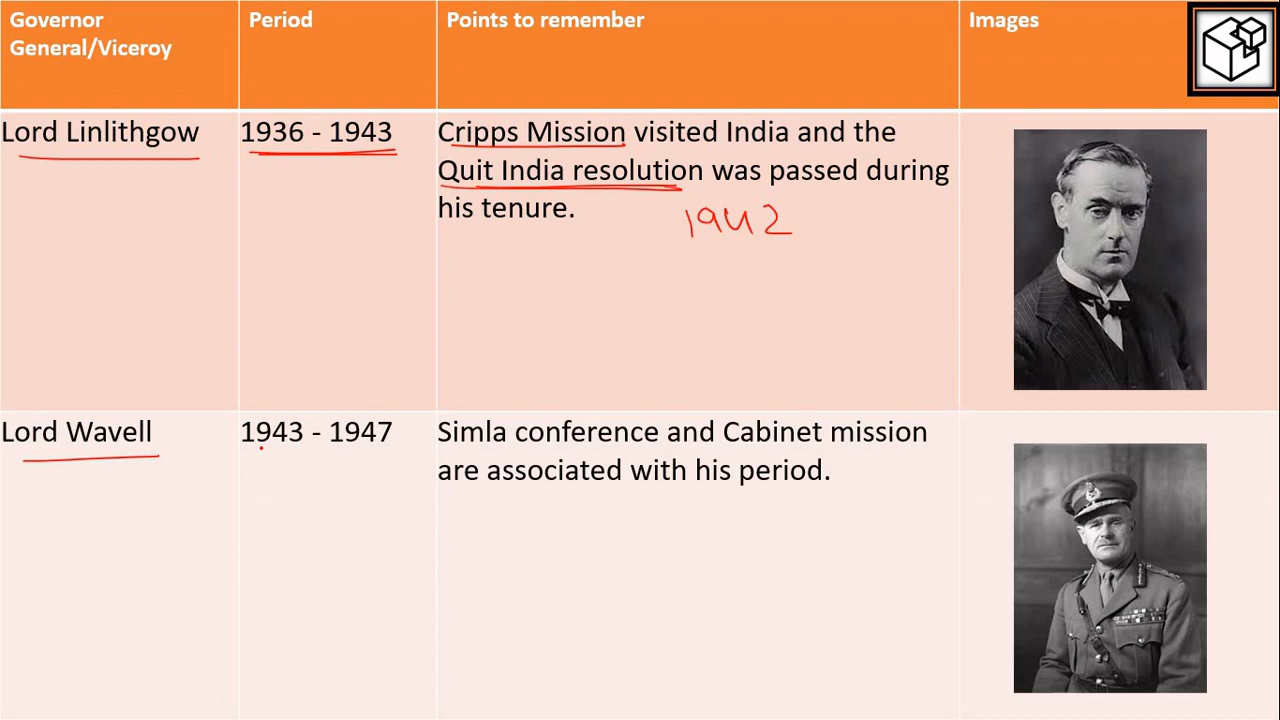 Governor
General/Viceroy
Period
Points to remember
Images
Lord Linlithgow
1936 - 1943
Cripps Mission visited India and the
Quit India resolution was passed during
his tenure.
1942
Lord Wavell
1943 - 1947
Simla conference and Cabinet mission
are associated with his period.